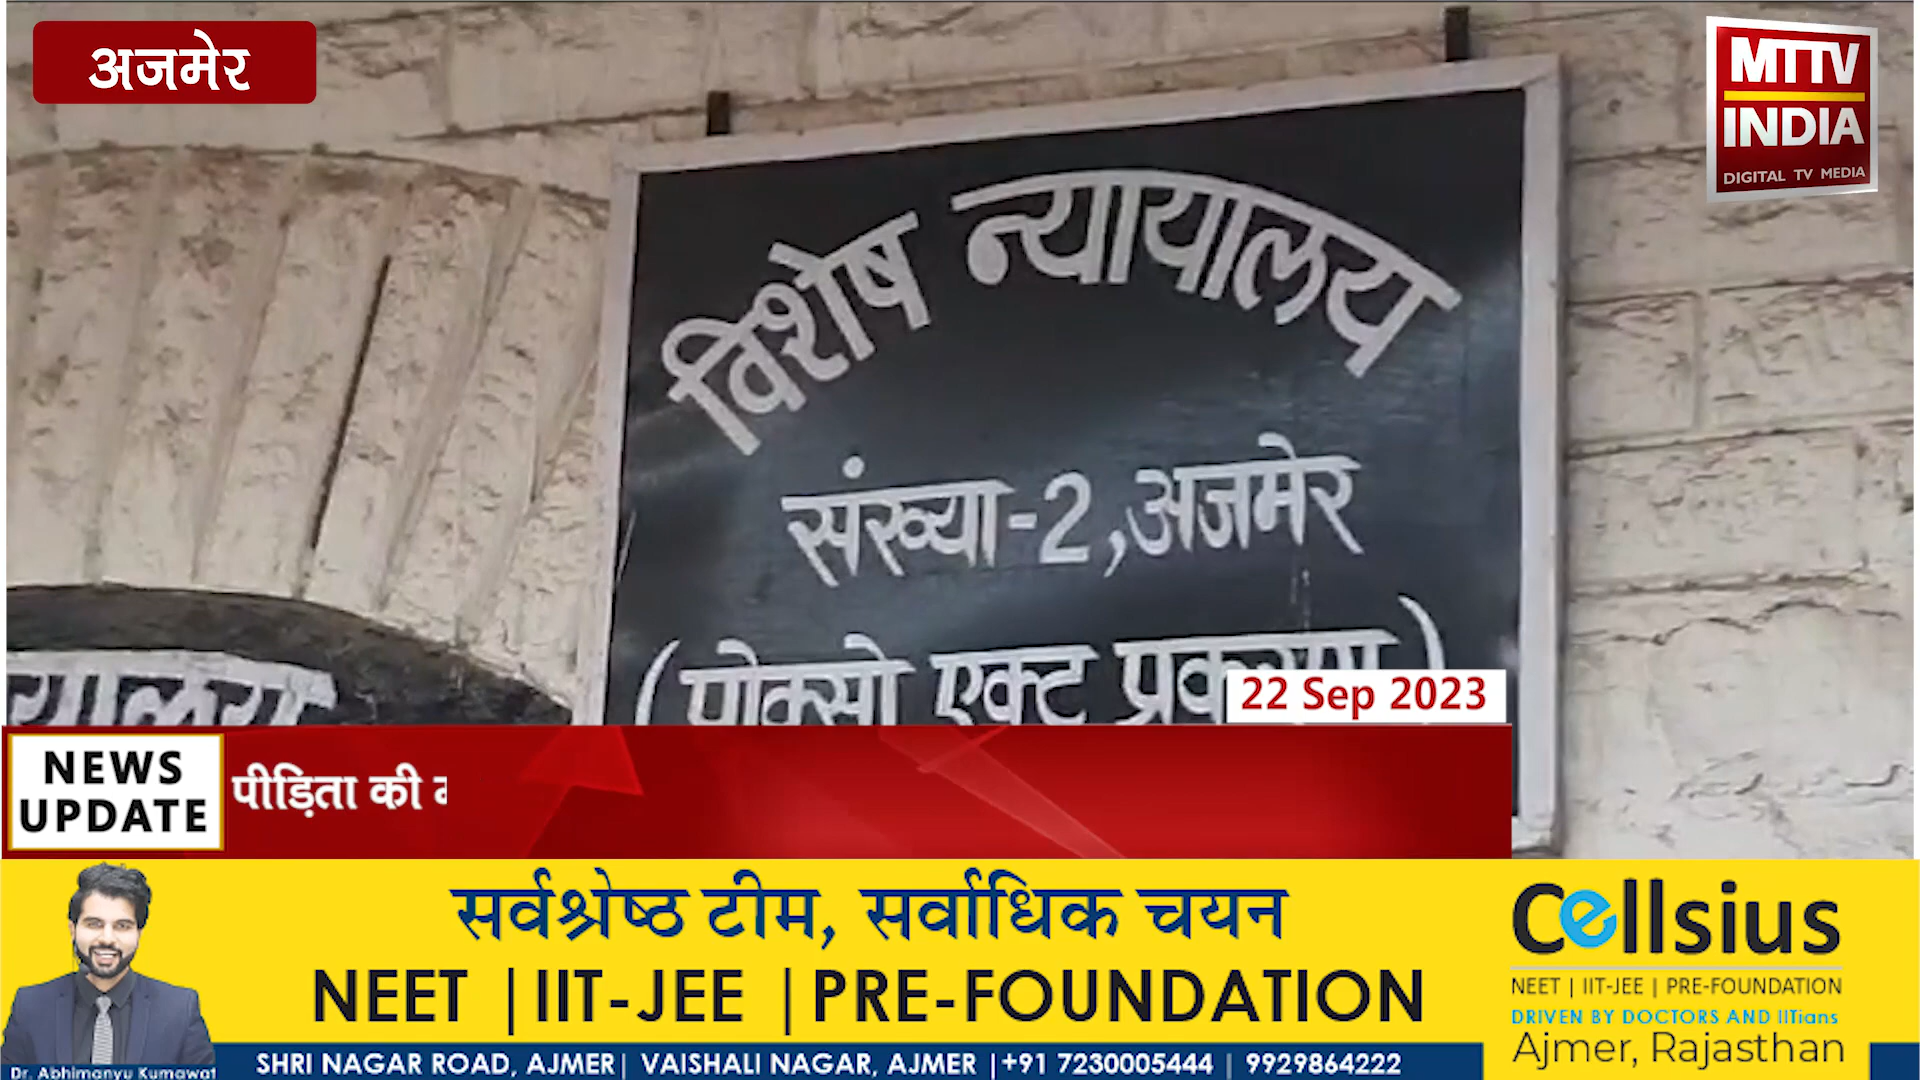 अजमेर
MTTV
INDIA
DIGITAL TV MEDIA
विशेष न्यायालय
संख्या-2,अजमेर
(पोक्सो एक्ट प्रकरण)
22 Sep 2023
NEWS
UPDATE
पीड़िता की
सर्वश्रेष्ठ टीम, सर्वाधिक चयन
NEET | IIT-JEE | PRE-FOUNDATION
SHRI NAGAR ROAD, AJMER| VAISHALI NAGAR, AJMER |+91 7230005444 | 9929864222
Dr. Abhimanyu Kumawat
Cellsius
NEET | IIT-JEE | PRE-FOUNDATION
DRIVEN BY DOCTORS AND IITians
Ajmer, Rajasthan